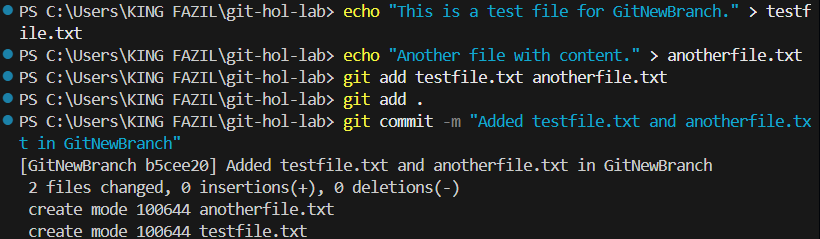 PS C:\Users\KING FAZIL\git-hol-lab> echo "This is a test file for GitNewBranch." > testf
ile.txt
PS C:\Users\KING FAZIL\git-hol-lab> echo "Another file with content." > anotherfile.txt
PS C:\Users\KING FAZIL\git-hol-lab> git add testfile.txt anotherfile.txt
PS C:\Users\KING FAZIL\git-hol-lab> git add .
PS C:\Users\KING FAZIL\git-hol-lab> git commit -m "Added testfile.txt and anotherfile.tx
t in GitNewBranch"
[GitNewBranch b5cee20] Added testfile.txt and anotherfile.txt in GitNewBranch
2 files changed, 0 insertions(+), 0 deletions(-)
create mode 100644 anotherfile.txt
create mode 100644 testfile.txt